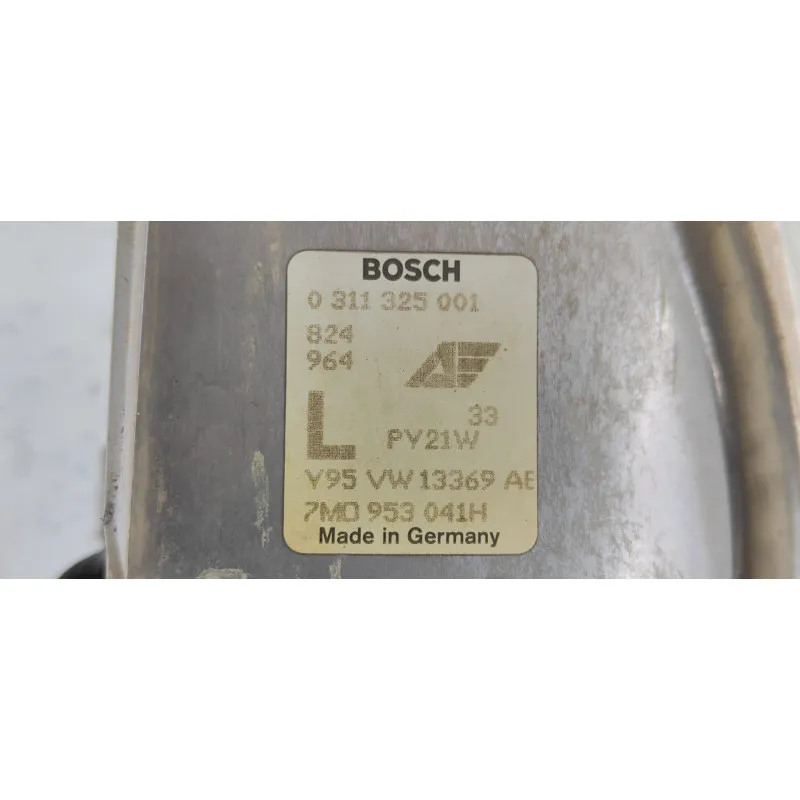 BOSCH
0 311 325 001
824
964
AF
33
L PY21W
Y95 VW 13369 AE
7M0 953 041H
Made in Germany